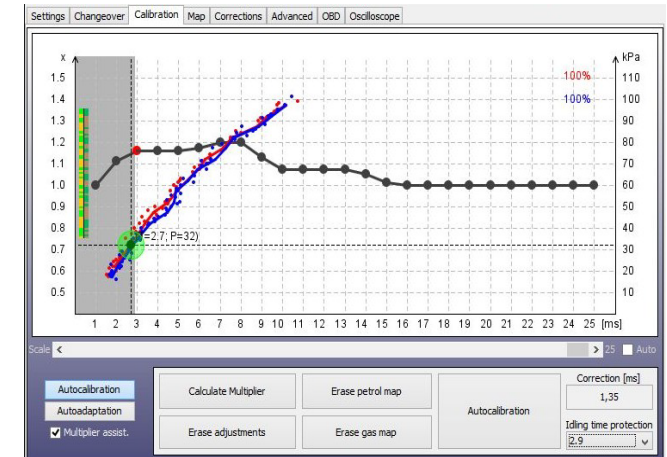 Settings Changeover Calibration Map Corrections Advanced OBD Oscilloscope
x kPa
1.5 100% 110
1.4 100% 100
1.3 90
1.2 80
1.1 70
1.0 60
0.9 50
0.8 40
=2.7; P=32)
0.7 30
0.6 20
0.5 10
1 2 3 4 5 6 7 8 9 10 11 12 13 14 15 16 17 18 19 20 21 22 23 24 25 [ms]
Scale 25 Auto
Autocalibration
Autoadaptation
Multiplier assist.
Calculate Multiplier Erase petrol map
Erase adjustments Erase gas map
Autocalibration
Correction [ms]
1,35
Idling time protection
2.9